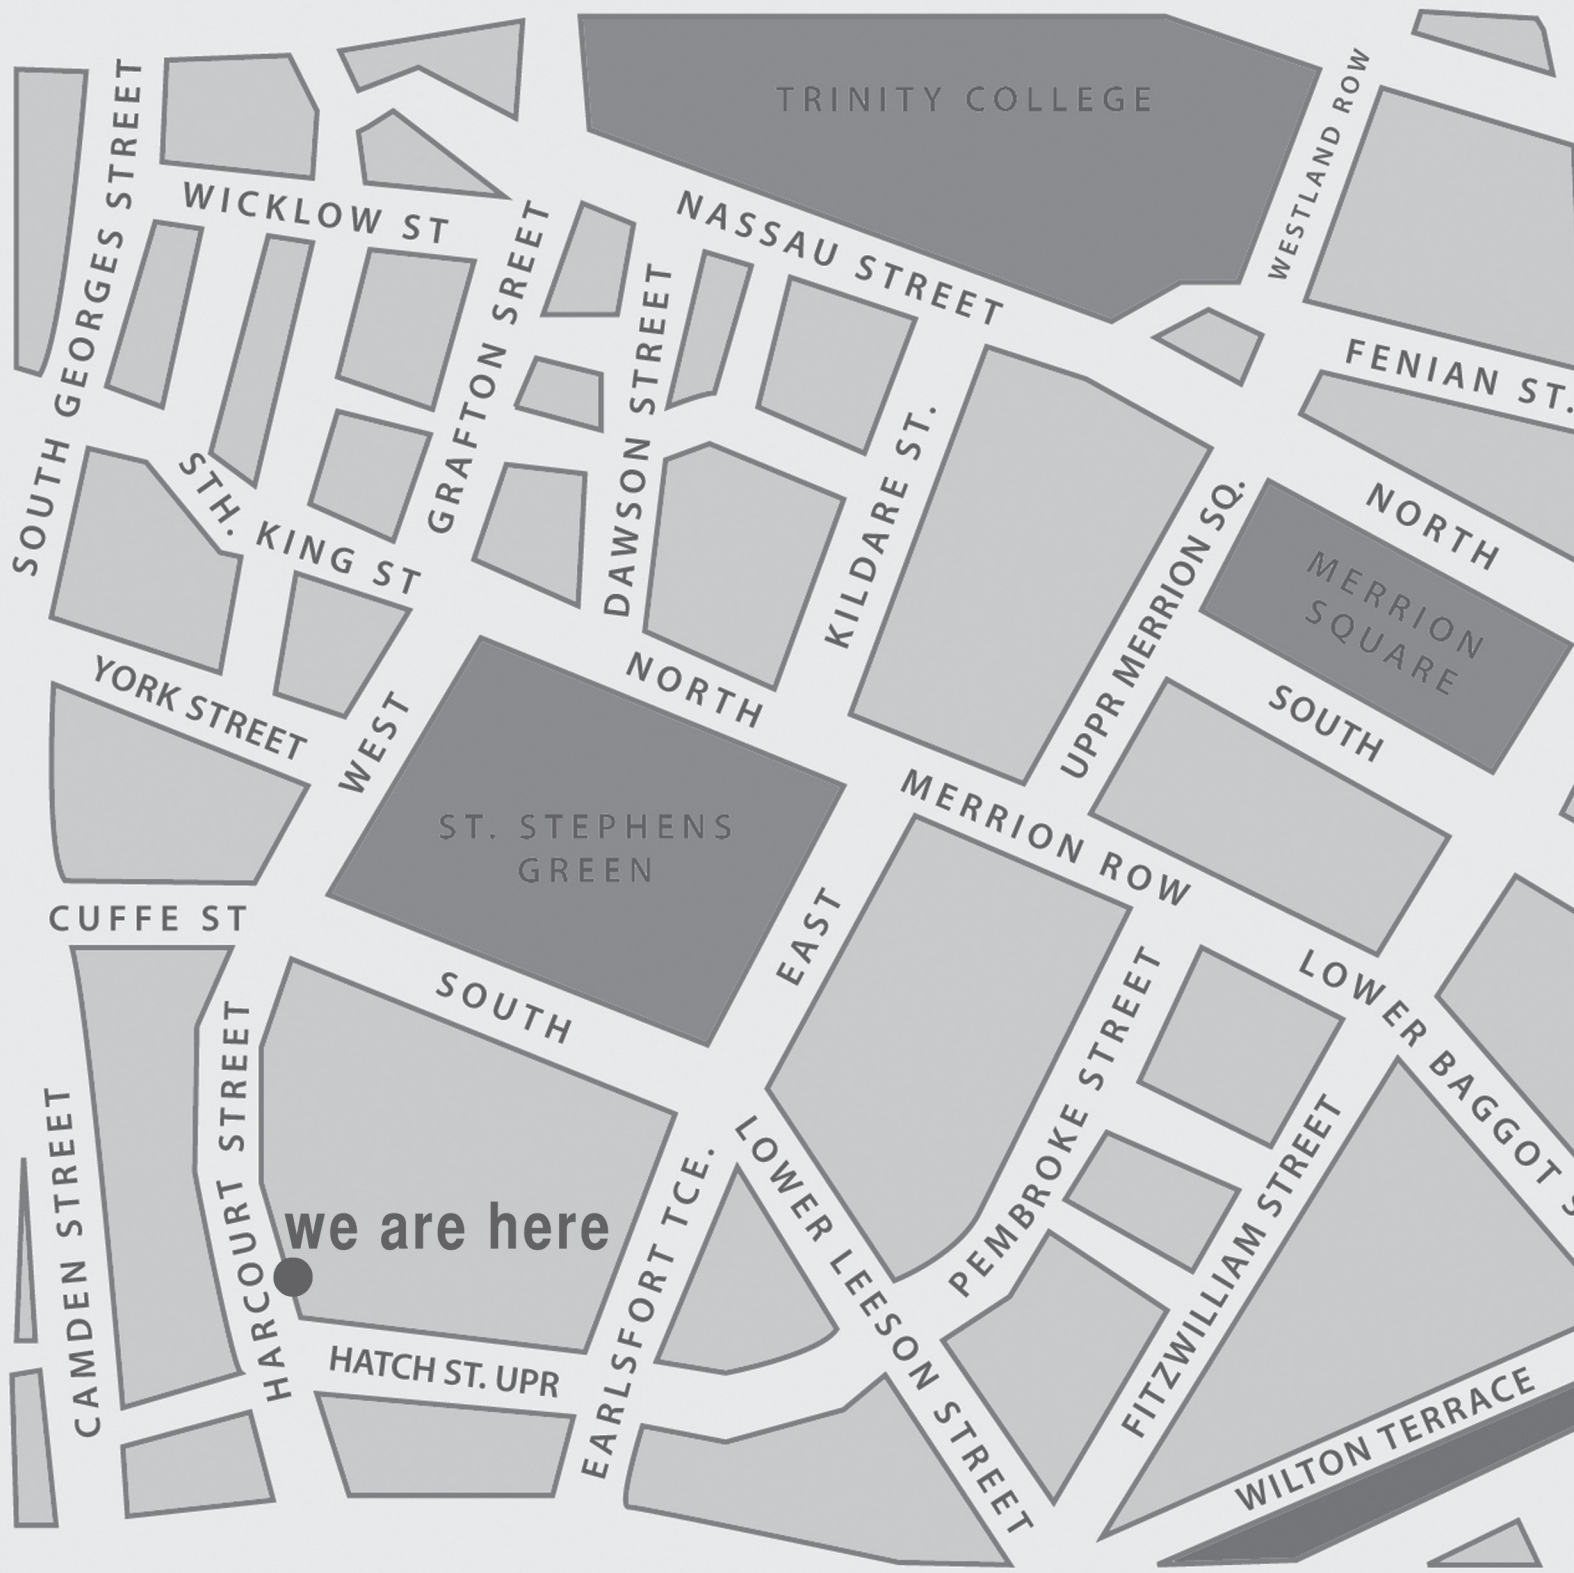 TRINITY COLLEGE
WESTLAND ROW
SOUTH GEORGES STREET
WICKLOW ST
NASSAU STREET
GRAFTON SREET
DAWSON STREET
FENIAN ST.
KILDARE ST.
STH. KING ST
UPPR MERRION SQ.
NORTH
MERRION
SQUARE
SOUTH
YORK STREET
WEST
NORTH
ST. STEPHENS
GREEN
MERRION ROW
EAST
CUFFE ST
SOUTH
LOWER BAGGOT S
PEMBROKE STREET
HARCOURT STREET
CAMDEN STREET
we are here
EARLSFORT TCE.
LOWER LEESON STREET
FITZWILLIAM STREET
HATCH ST. UPR
WILTON TERRACE